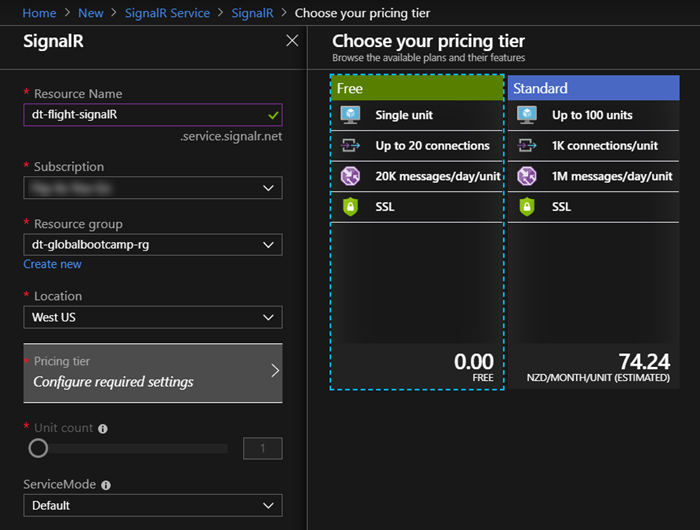 Home > New > SignalR Service > SignalR > Choose your pricing tier
SignalR
* Resource Name
dt-flight-signalR
.service.signalr.net
* Subscription
* Resource group
dt-globalbootcamp-rg
Create new
* Location
West US
* Pricing tier
Configure required settings
* Unit count
1
ServiceMode
Default
Choose your pricing tier
Browse the available plans and their features
Free
Single unit
Up to 20 connections
20K messages/day/unit
SSL
0.00
FREE
Standard
Up to 100 units
1K connections/unit
1M messages/day/unit
SSL
74.24
NZD/MONTH/UNIT (ESTIMATED)